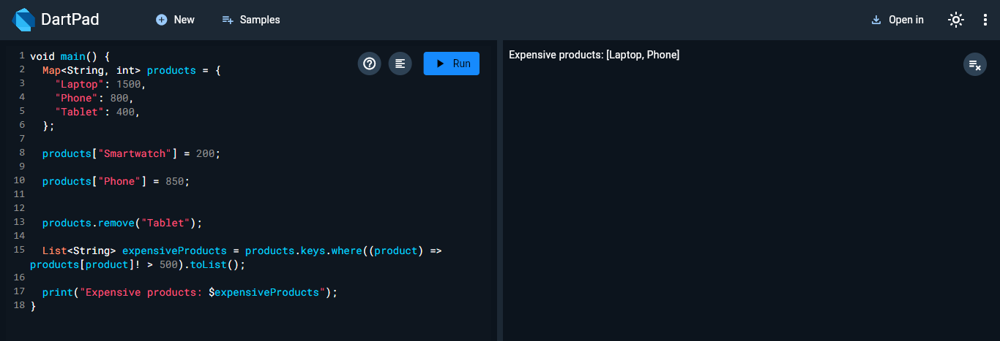 DartPad
New
Samples
Open in
1 void main() {
2 Map<String, int> products = {
3 "Laptop": 1500,
4 "Phone": 800,
5 "Tablet": 400,
6 };
7
8 products["Smartwatch"] = 200;
9
10 products["Phone"] = 850;
11
12
13 products.remove("Tablet");
14
15 List<String> expensiveProducts = products.keys.where((product) =>
products[product]! > 500).toList();
16
17 print("Expensive products: $expensiveProducts");
18 }
Run
Expensive products: [Laptop, Phone]